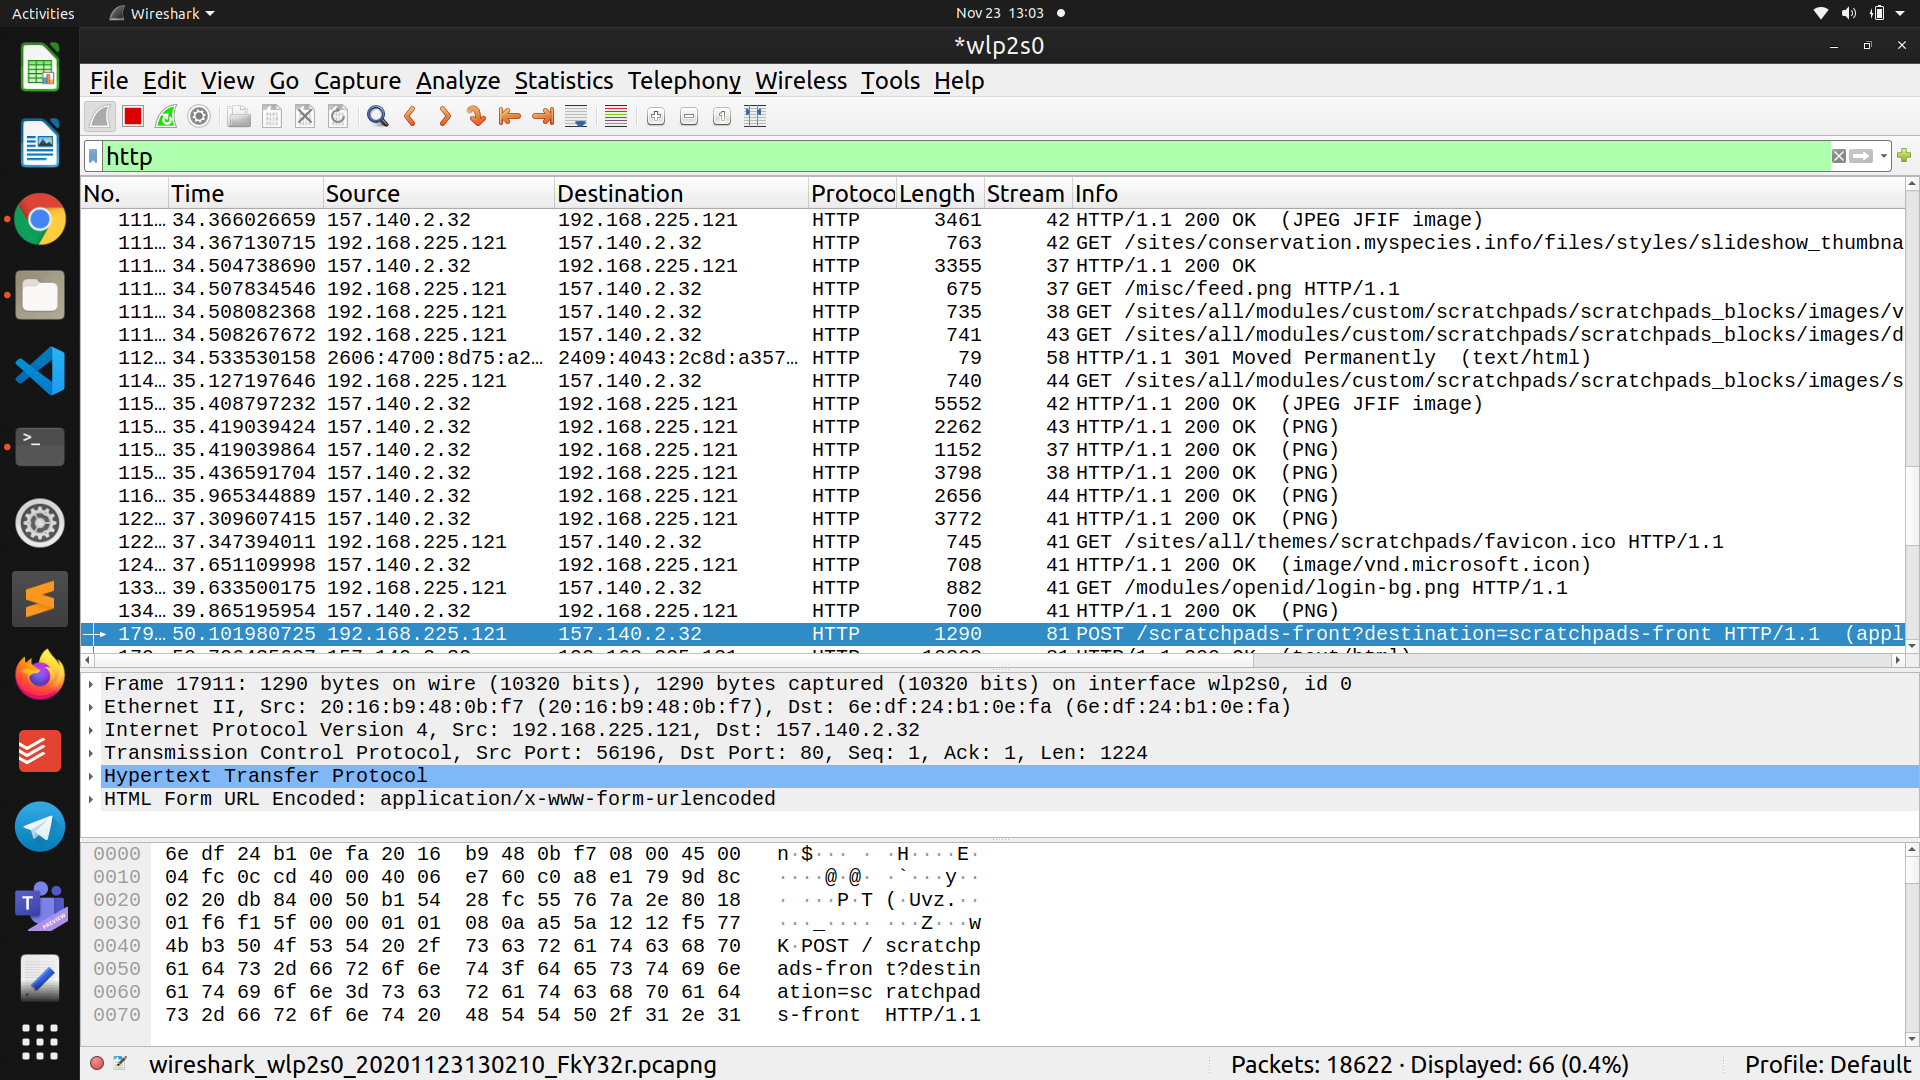 Activities Wireshark Nov 23 13:03
*wlp2s0
File Edit View Go Capture Analyze Statistics Telephony Wireless Tools Help
http
No. Time Source Destination Protoco Length Stream Info
111… 34.366026659 157.140.2.32 192.168.225.121 HTTP 3461 42 HTTP/1.1 200 OK (JPEG JFIF image)
111… 34.367130715 192.168.225.121 157.140.2.32 HTTP 763 42 GET /sites/conservation.myspecies.info/files/styles/slideshow_thumbna
111… 34.504738690 157.140.2.32 192.168.225.121 HTTP 3355 37 HTTP/1.1 200 OK
111… 34.507834546 192.168.225.121 157.140.2.32 HTTP 675 37 GET /misc/feed.png HTTP/1.1
111… 34.508082368 192.168.225.121 157.140.2.32 HTTP 735 38 GET /sites/all/modules/custom/scratchpads/scratchpads_blocks/images/v
111… 34.508267672 192.168.225.121 157.140.2.32 HTTP 741 43 GET /sites/all/modules/custom/scratchpads/scratchpads_blocks/images/d
112… 34.533530158 2606:4700:8d75:a2… 2409:4043:2c8d:a357… HTTP 79 58 HTTP/1.1 301 Moved Permanently (text/html)
114… 35.127197646 192.168.225.121 157.140.2.32 HTTP 740 44 GET /sites/all/modules/custom/scratchpads/scratchpads_blocks/images/s
115… 35.408797232 157.140.2.32 192.168.225.121 HTTP 5552 42 HTTP/1.1 200 OK (JPEG JFIF image)
115… 35.419039424 157.140.2.32 192.168.225.121 HTTP 2262 43 HTTP/1.1 200 OK (PNG)
115… 35.419039864 157.140.2.32 192.168.225.121 HTTP 1152 37 HTTP/1.1 200 OK (PNG)
115… 35.436591704 157.140.2.32 192.168.225.121 HTTP 3798 38 HTTP/1.1 200 OK (PNG)
116… 35.965344889 157.140.2.32 192.168.225.121 HTTP 2656 44 HTTP/1.1 200 OK (PNG)
122… 37.309607415 157.140.2.32 192.168.225.121 HTTP 3772 41 HTTP/1.1 200 OK (PNG)
122… 37.347394011 192.168.225.121 157.140.2.32 HTTP 745 41 GET /sites/all/themes/scratchpads/favicon.ico HTTP/1.1
124… 37.651109998 157.140.2.32 192.168.225.121 HTTP 708 41 HTTP/1.1 200 OK (image/vnd.microsoft.icon)
133… 39.633500175 192.168.225.121 157.140.2.32 HTTP 882 41 GET /modules/openid/login-bg.png HTTP/1.1
134… 39.865195954 157.140.2.32 192.168.225.121 HTTP 700 41 HTTP/1.1 200 OK (PNG)
179… 50.101980725 192.168.225.121 157.140.2.32 HTTP 1290 81 POST /scratchpads-front?destination=scratchpads-front HTTP/1.1 (appl
Frame 17911: 1290 bytes on wire (10320 bits), 1290 bytes captured (10320 bits) on interface wlp2s0, id 0
Ethernet II, Src: 20:16:b9:48:0b:f7 (20:16:b9:48:0b:f7), Dst: 6e:df:24:b1:0e:fa (6e:df:24:b1:0e:fa)
Internet Protocol Version 4, Src: 192.168.225.121, Dst: 157.140.2.32
Transmission Control Protocol, Src Port: 56196, Dst Port: 80, Seq: 1, Ack: 1, Len: 1224
Hypertext Transfer Protocol
HTML Form URL Encoded: application/x-www-form-urlencoded
0000 6e df 24 b1 0e fa 20 16 b9 48 0b f7 08 00 45 00 n·$··· · ·H····E·
0010 04 fc 0c cd 40 00 40 06 e7 60 c0 a8 e1 79 9d 8c ····@·@· ·`···y··
0020 02 20 db 84 00 50 b1 54 28 fc 55 76 7a 2e 80 18 · ···P·T (·Uvz.··
0030 01 f6 f1 5f 00 00 01 01 08 0a a5 5a 12 12 f5 77 ···_···· ···Z···w
0040 4b b3 50 4f 53 54 20 2f 73 63 72 61 74 63 68 70 K·POST / scratchp
0050 61 64 73 2d 66 72 6f 6e 74 3f 64 65 73 74 69 6e ads-fron t?destin
0060 61 74 69 6f 6e 3d 73 63 72 61 74 63 68 70 61 64 ation=sc ratchpad
0070 73 2d 66 72 6f 6e 74 20 48 54 54 50 2f 31 2e 31 s-front HTTP/1.1
wireshark_wlp2s0_20201123130210_FkY32r.pcapng Packets: 18622 · Displayed: 66 (0.4%) Profile: Default